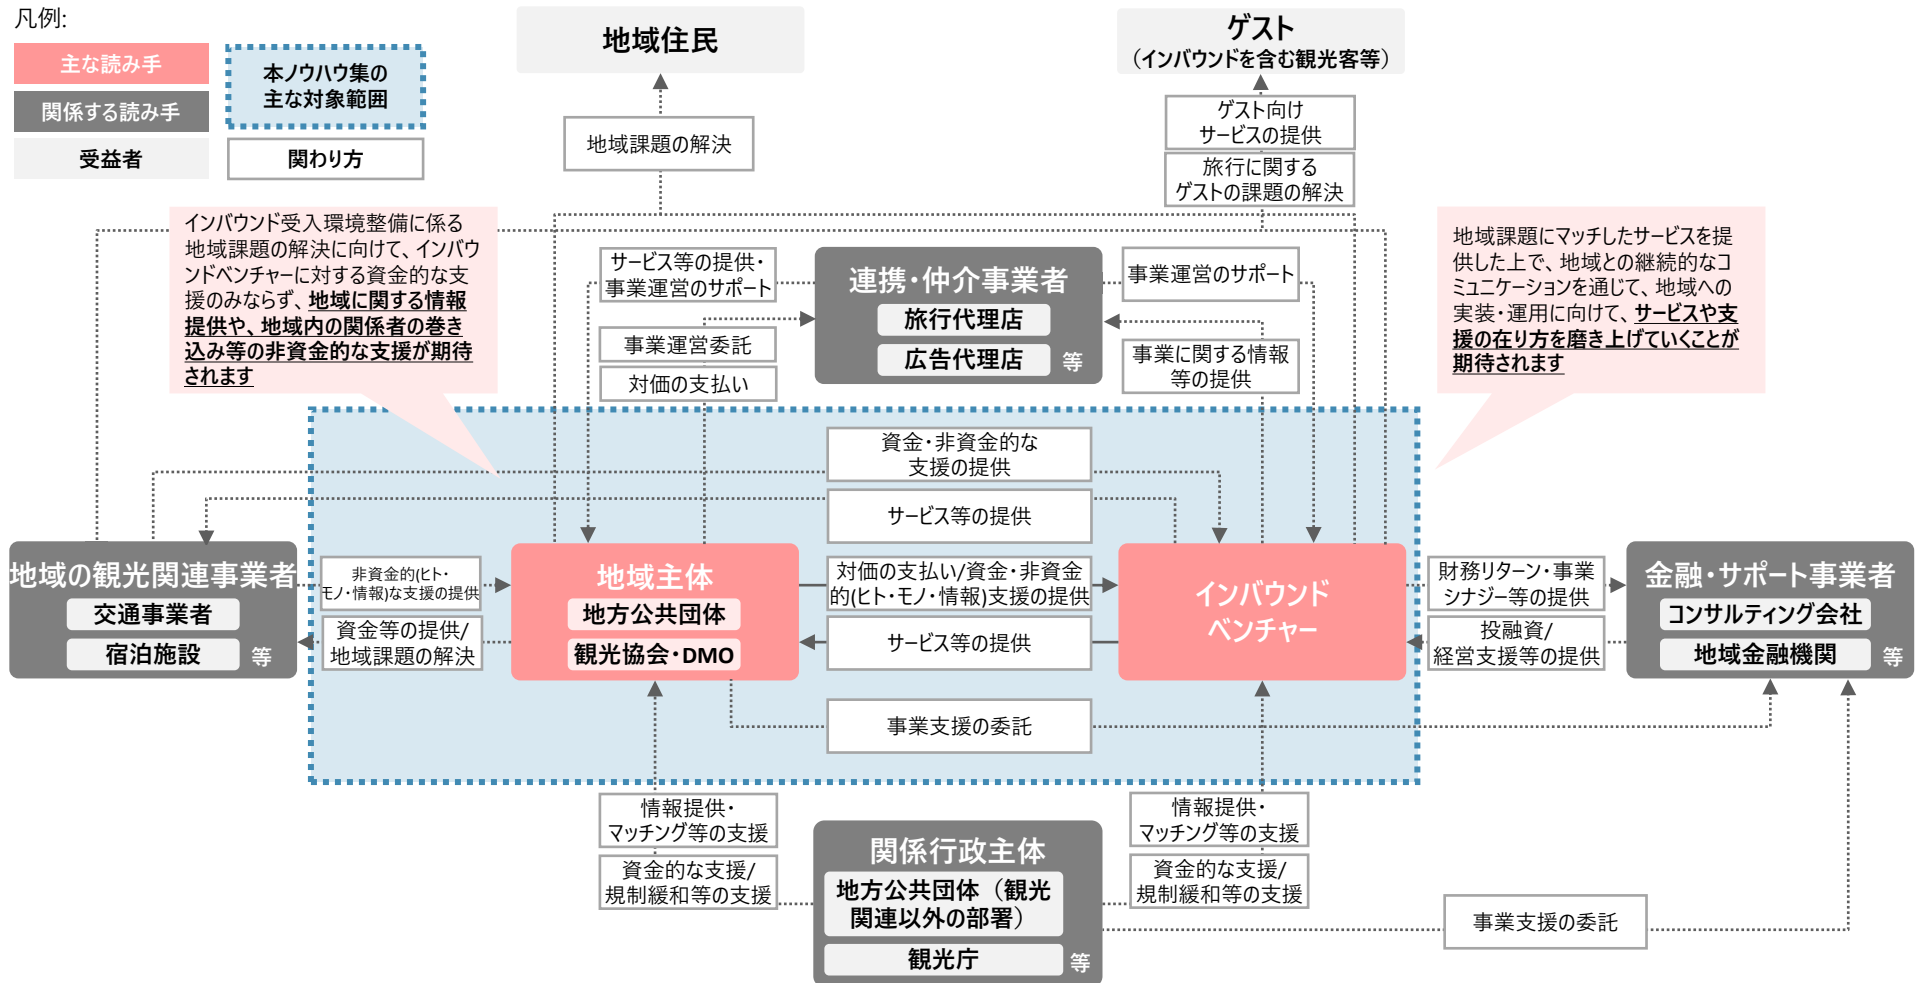 凡例:
主な読み手
関係する読み手
受益者
本ノウハウ集の
主な対象範囲
関わり方
地域住民
ゲスト
（インバウンドを含む観光客等）
地域課題の解決
ゲスト向け
サービスの提供
旅行に関する
ゲストの課題の解決
インバウンド受入環境整備に係る
地域課題の解決に向けて、インバウ
ンドベンチャーに対する資金的な支
援のみならず、地域に関する情報
提供や、地域内の関係者の巻き
込み等の非資金的な支援が期待
されます
サービス等の提供・
事業運営のサポート
事業運営委託
対価の支払い
連携・仲介事業者
旅行代理店
広告代理店
等
事業運営のサポート
事業に関する情報
等の提供
地域課題にマッチしたサービスを提
供した上で、地域との継続的なコ
ミュニケーションを通じて、地域への
実装・運用に向けて、サービスや支
援の在り方を磨き上げていくことが
期待されます
資金・非資金的な
支援の提供
サービス等の提供
地域の観光関連事業者
交通事業者
宿泊施設
等
非資金的(ヒト・
モノ・情報)な支援の提供
資金等の提供/
地域課題の解決
地域主体
地方公共団体
観光協会・DMO
対価の支払い/資金・非資金
的(ヒト・モノ・情報)支援の提供
サービス等の提供
インバウンド
ベンチャー
財務リターン・事業
シナジー等の提供
投融資/
経営支援等の提供
金融・サポート事業者
コンサルティング会社
地域金融機関
等
事業支援の委託
情報提供・
マッチング等の支援
資金的な支援/
規制緩和等の支援
関係行政主体
地方公共団体（観光
関連以外の部署）
観光庁
等
情報提供・
マッチング等の支援
資金的な支援/
規制緩和等の支援
事業支援の委託